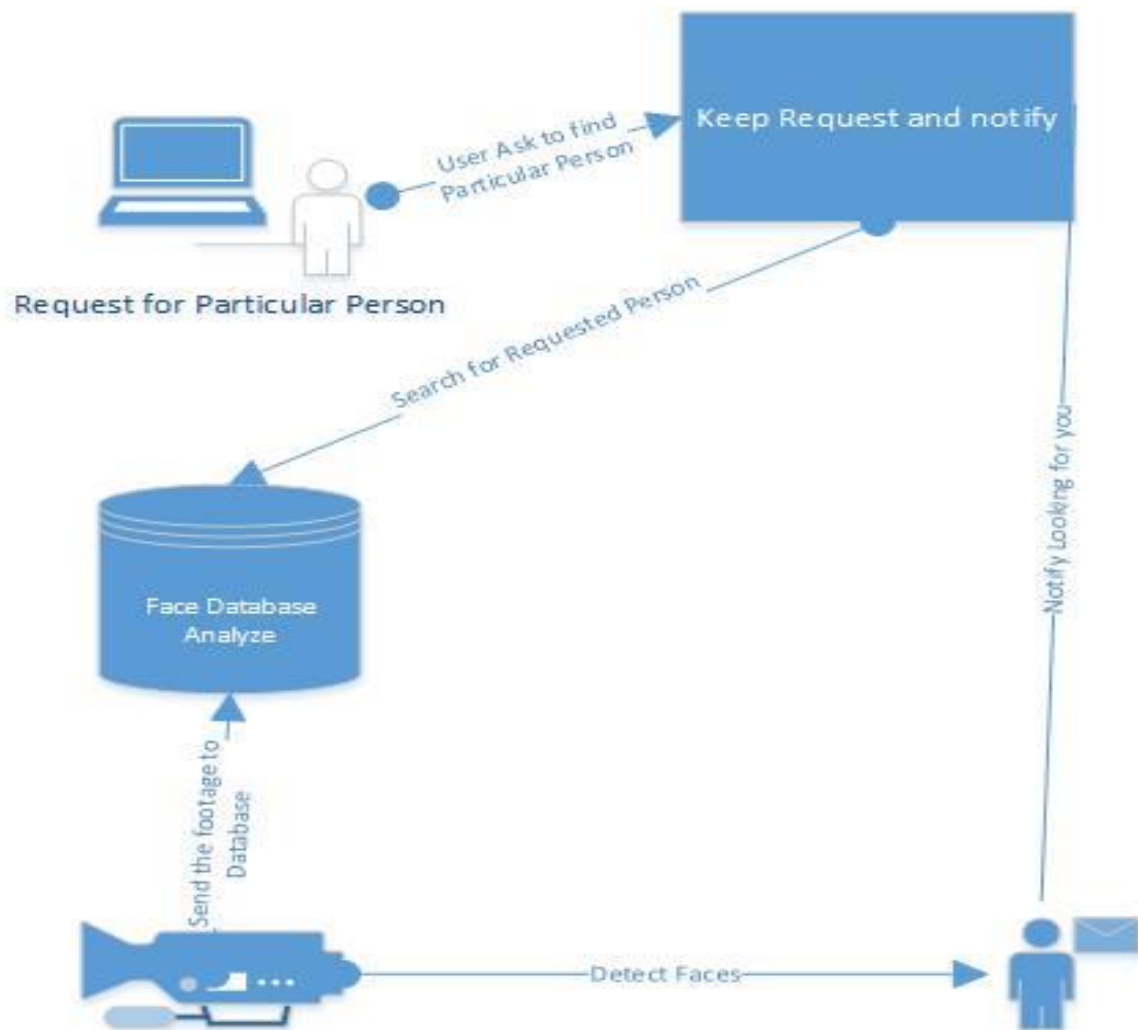 Keep Request and notify
User Ask to find
Particular Person
Request for Particular Person
Search for Requested Person
Notify Looking for you
Face Database
Analyze
Send the footage to
Database
Detect Faces